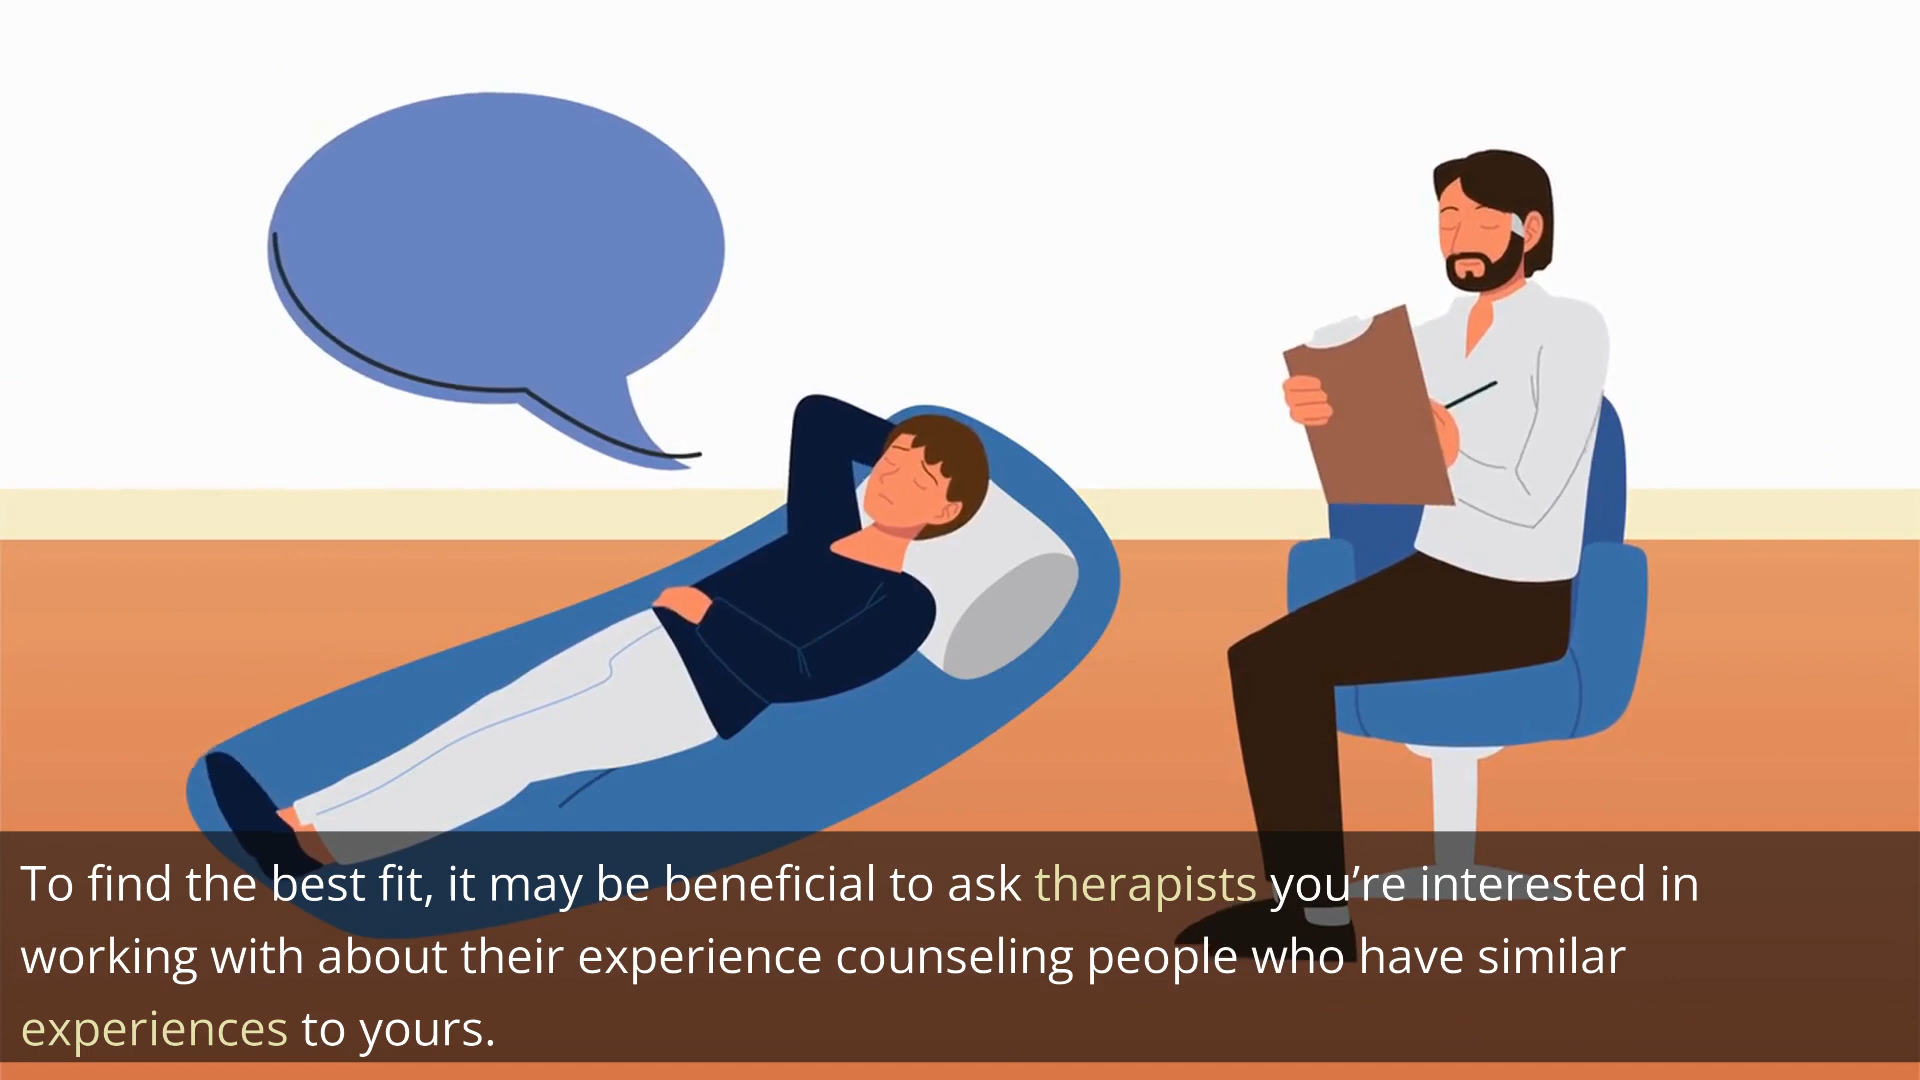 To find the best fit, it may be beneficial to ask therapists you’re interested in
working with about their experience counseling people who have similar
experiences to yours.